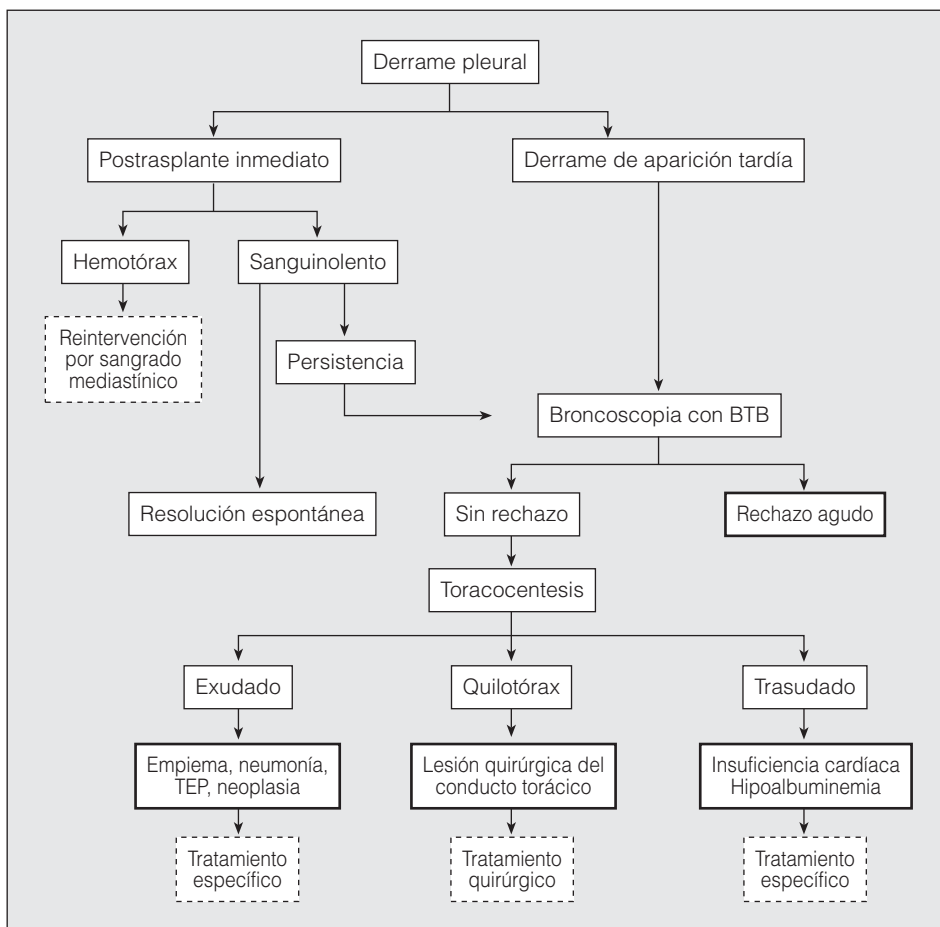 Derrame pleural
Postrasplante inmediato
Derrame de aparición tardía
Hemotórax
Sanguinolento
Reintervención
por sangrado
mediastínico
Persistencia
Broncoscopia con BTB
Resolución espontánea
Sin rechazo
Rechazo agudo
Toracocentesis
Exudado
Quilotórax
Trasudado
Empiema, neumonía,
TEP, neoplasia
Lesión quirúrgica del
conducto torácico
Insuficiencia cardíaca
Hipoalbuminemia
Tratamiento
específico
Tratamiento
quirúrgico
Tratamiento
específico